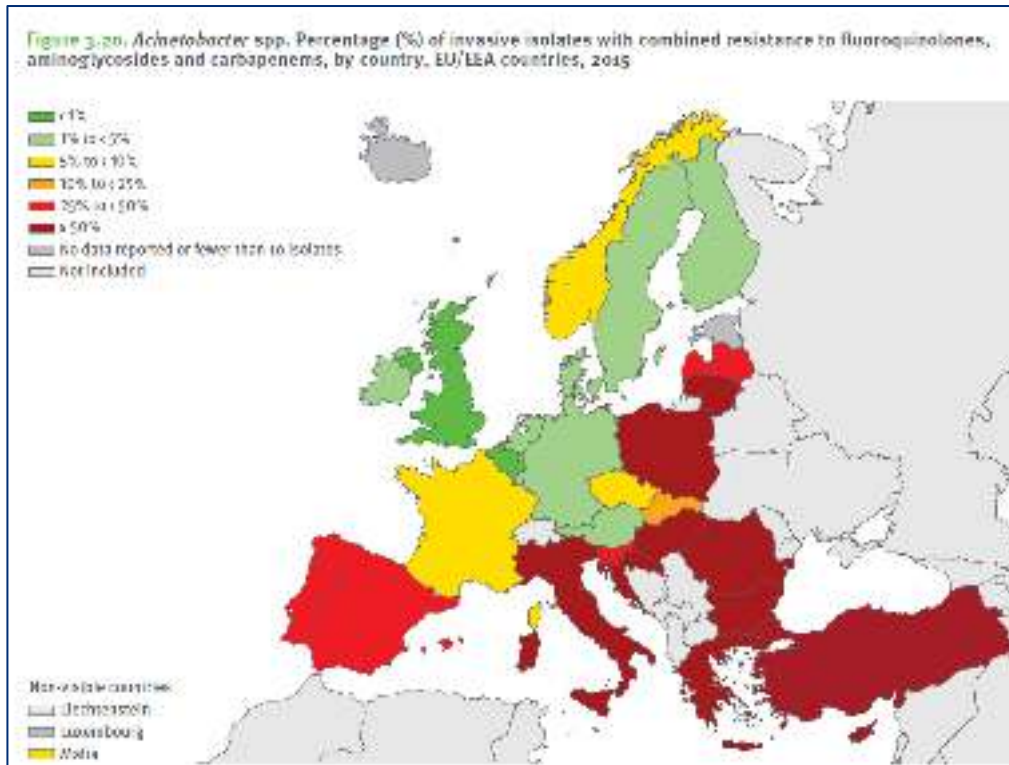 Figure 3.20. Acinetobacter spp. Percentage (%) of invasive isolates with combined resistance to fluoroquinolones,
aminoglycosides and carbapenems, by country, EU/EEA countries, 2015
<1%
1% to <5%
5% to <10%
10% to <25%
25% to <50%
≥ 50%
No data reported or fewer than 10 isolates
Not included
Non-visible countries
Liechtenstein
Luxembourg
Malta